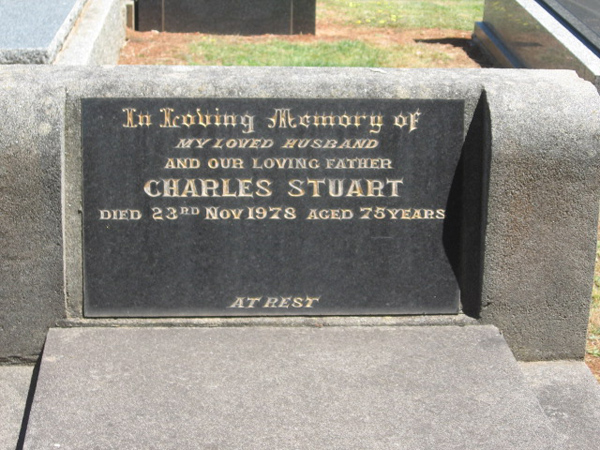 In Loving Memory of
MY LOVED HUSBAND
AND OUR LOVING FATHER
CHARLES STUART
DIED 23RD NOV 1978 AGED 75 YEARS
AT REST